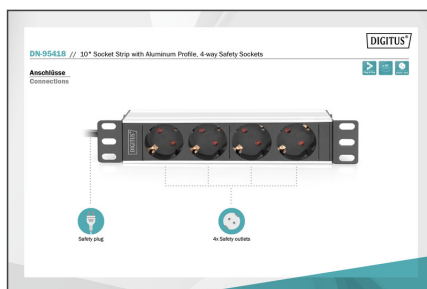 DIGITUS®
DN-95418 // 10" Socket Strip with Aluminum Profile, 4-way Safety Sockets
Anschlüsse
Connections
DIGITUS
Safety plug
4x Safety outlets